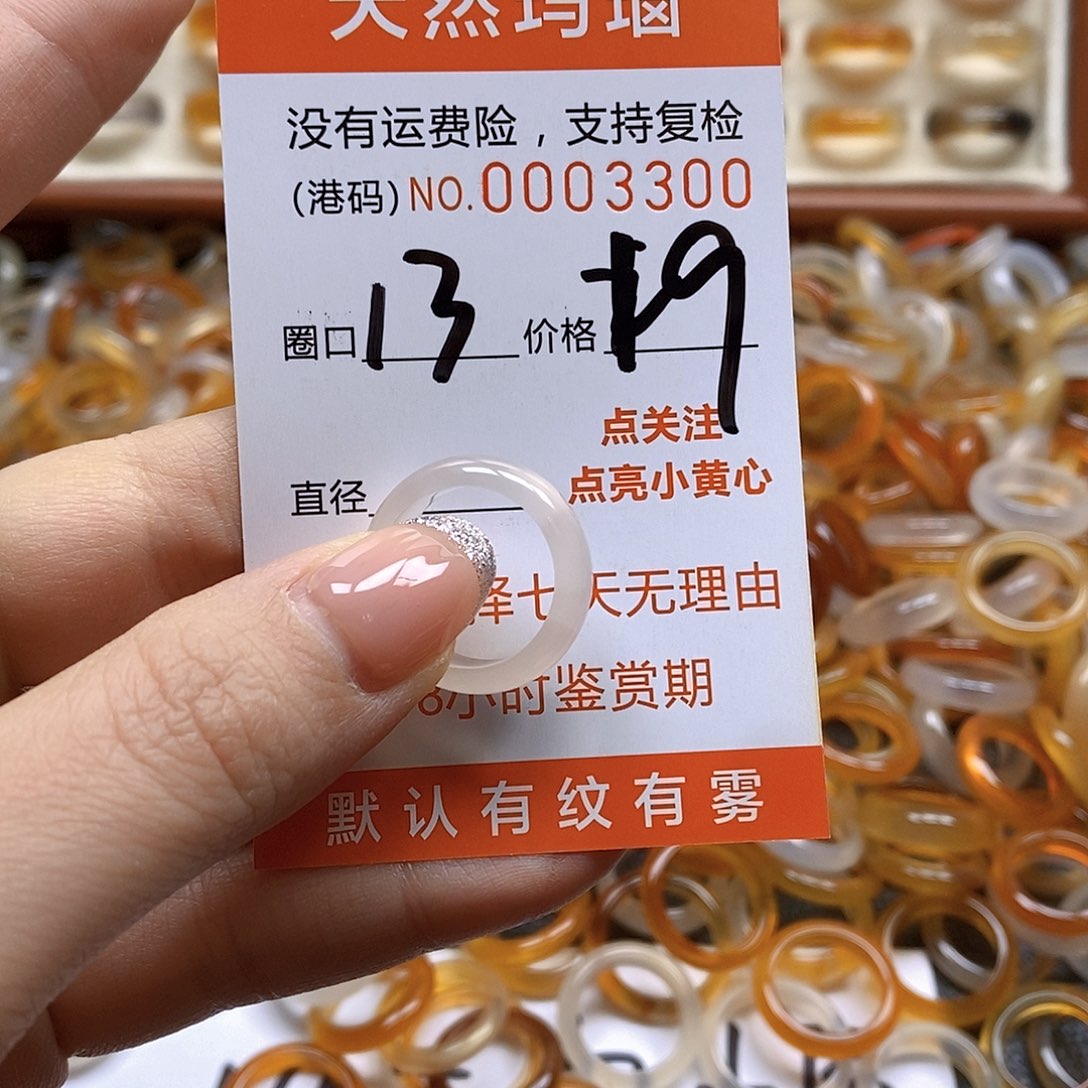 天然玛瑙
没有运费险，支持复检
(港码) NO.0003300
圈口 13 价格
点关注
直径 点亮小黄心
择七天无理由
8小时鉴赏期
默认有纹有雾